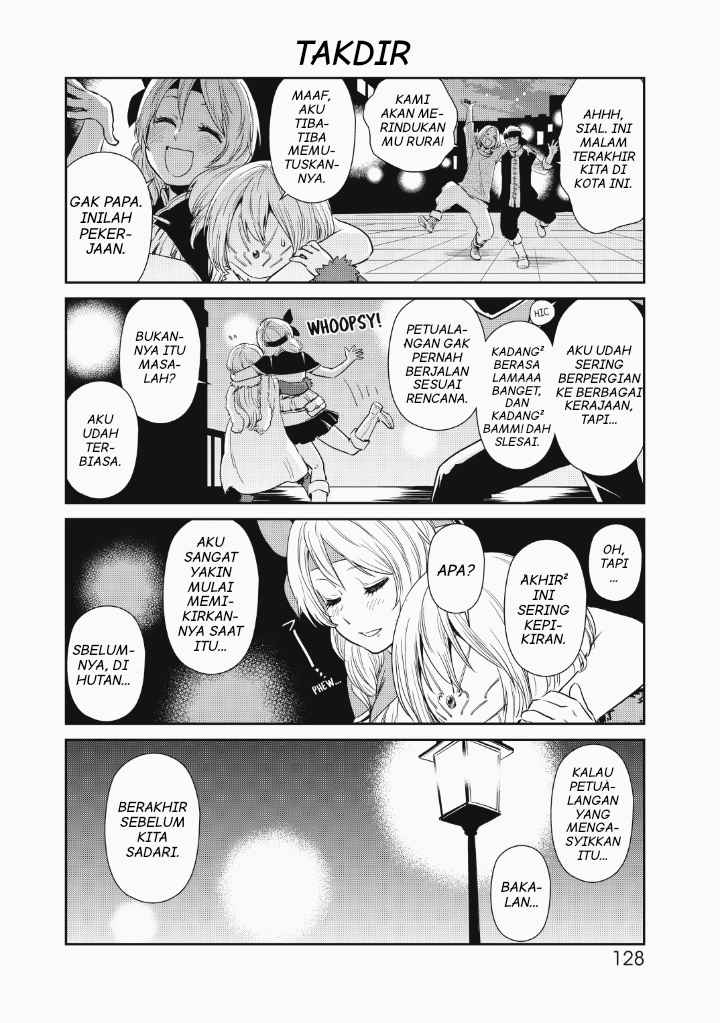 TAKDIR
AHHH,
SIAL. INI
MALAM
TERAKHIR
KITA DI
KOTA INI.
KAMI
AKAN ME-
RINDUKAN
MU RURA!
MAAF,
AKU
TIBA-
TIBA
MEMU-
TUSKAN-
NYA.
GAK PAPA.
INILAH
PEKER-
JAAN.
HIC
AKU UDAH
SERING
BERPERGIAN
KE BERBAGAI
KERAJAAN,
TAPI...
KADANG²
BERASA
LAMAAA
BANGET,
DAN
KADANG²
BAMM! DAH
SLESAI.
PETUALA-
NGAN GAK
PERNAH
BERJALAN
SESUAI
RENCANA.
WHOOPSY!
BUKAN-
NYA ITU
MASA-
LAH?
AKU
UDAH
TER-
BIASA.
OH,
TAPI
...
AKHIR²
INI
SERING
KEPI-
KIRAN.
APA?
PHEW...
AKU
SANGAT
YAKIN
MULAI
MEMI-
KIRKAN-
NYA SAAT
ITU...
SBELUM-
NYA, DI
HUTAN...
KALAU
PETUA-
LANGAN
YANG
MENGA-
SYIKKAN
ITU...
BAKA-
LAN...
BERAKHIR
SEBELUM
KITA
SADARI.
128